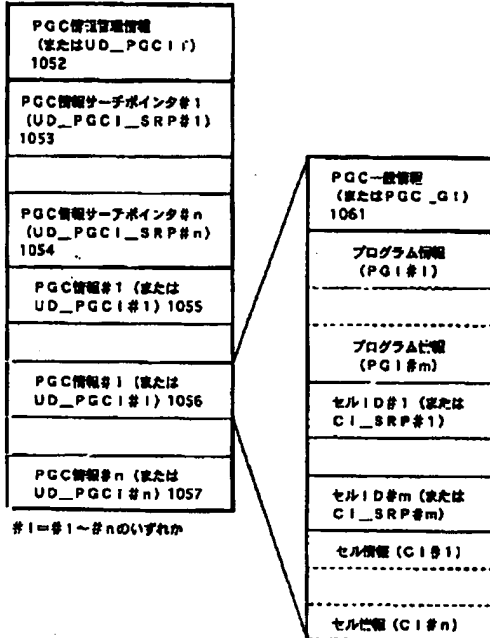 PGC情報管理情報
(またはUD_PGCI I)
1052
PGC情報サーチポインタ#1
(UD_PGCI_SRP#1)
1053
PGC情報サーチポインタ#n
(UD_PGCI_SRP#n)
1054
PGC情報#1 (または
UD_PGCI#1) 1055
PGC情報#i (または
UD_PGCI#i) 1056
PGC情報#n (または
UD_PGCI#n) 1057
#i=#1~#nのいずれか
PGC一般情報
(またはPGC_GI)
1061
プログラム情報
(PGI#1)
プログラム情報
(PGI#m)
セルID#1 (または
CI_SRP#1)
セルID#m (または
CI_SRP#m)
セル情報 (CI#1)
セル情報 (CI#n)